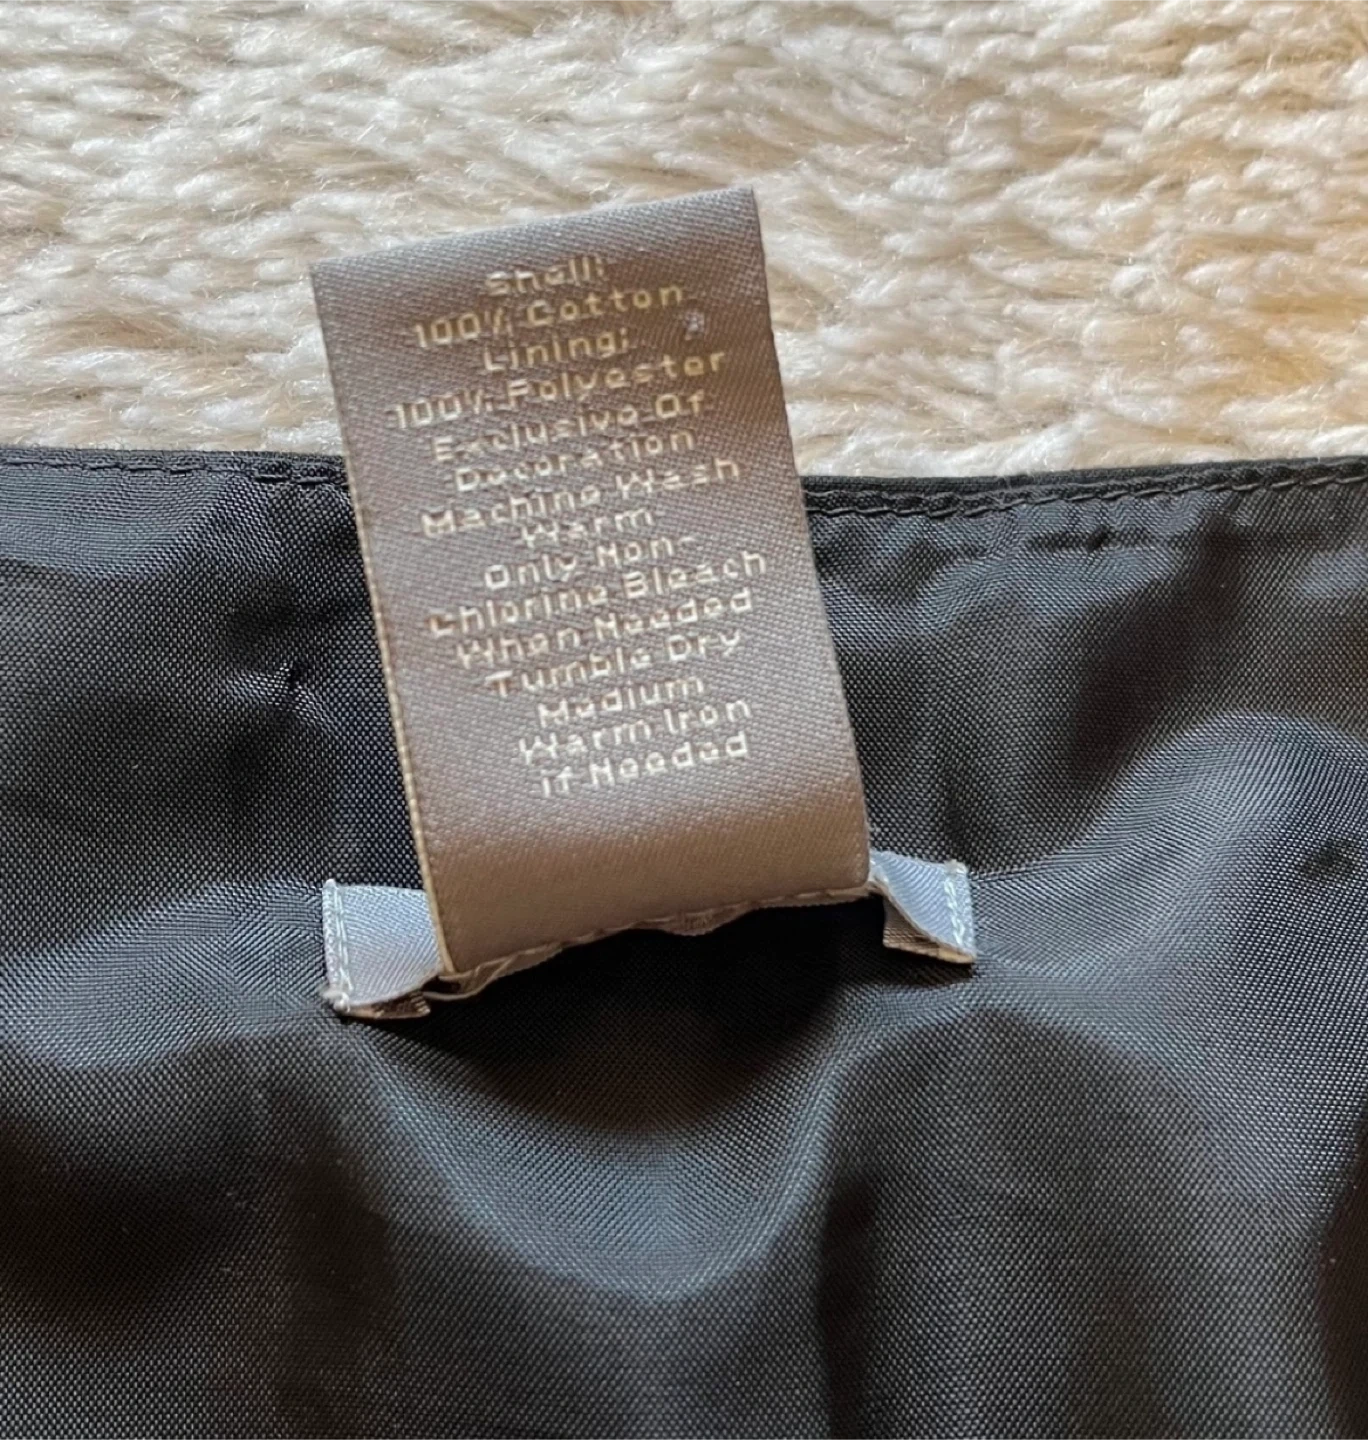 Shell:
100% Cotton
Lining:
100% Polyester
Exclusive Of
Decoration
Machine Wash
Warm
Only Non-
Chlorine Bleach
When Needed
Tumble Dry
Medium
Warm Iron
if Needed